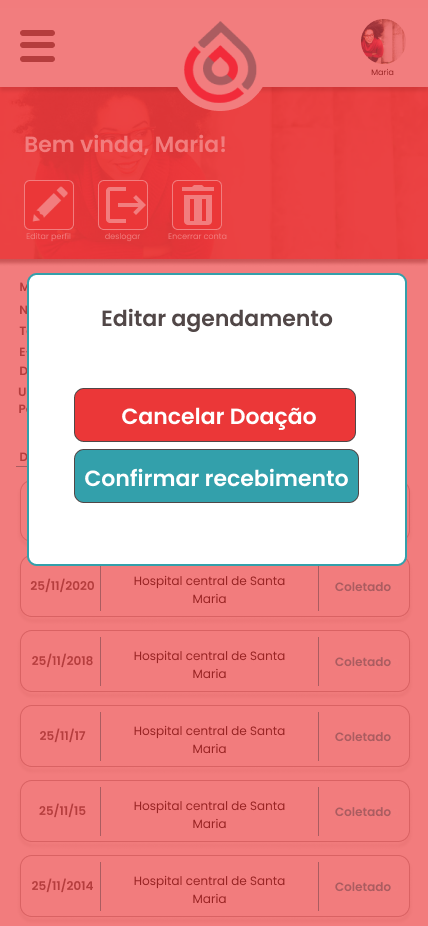 Maria
Bem vinda, Maria!
Editar perfil
deslogar
Encerrar conta
Editar agendamento
Cancelar Doação
Confirmar recebimento
25/11/2020
Hospital central de Santa
Maria
Coletado
25/11/2018
Hospital central de Santa
Maria
Coletado
25/11/17
Hospital central de Santa
Maria
Coletado
25/11/15
Hospital central de Santa
Maria
Coletado
25/11/2014
Hospital central de Santa
Maria
Coletado